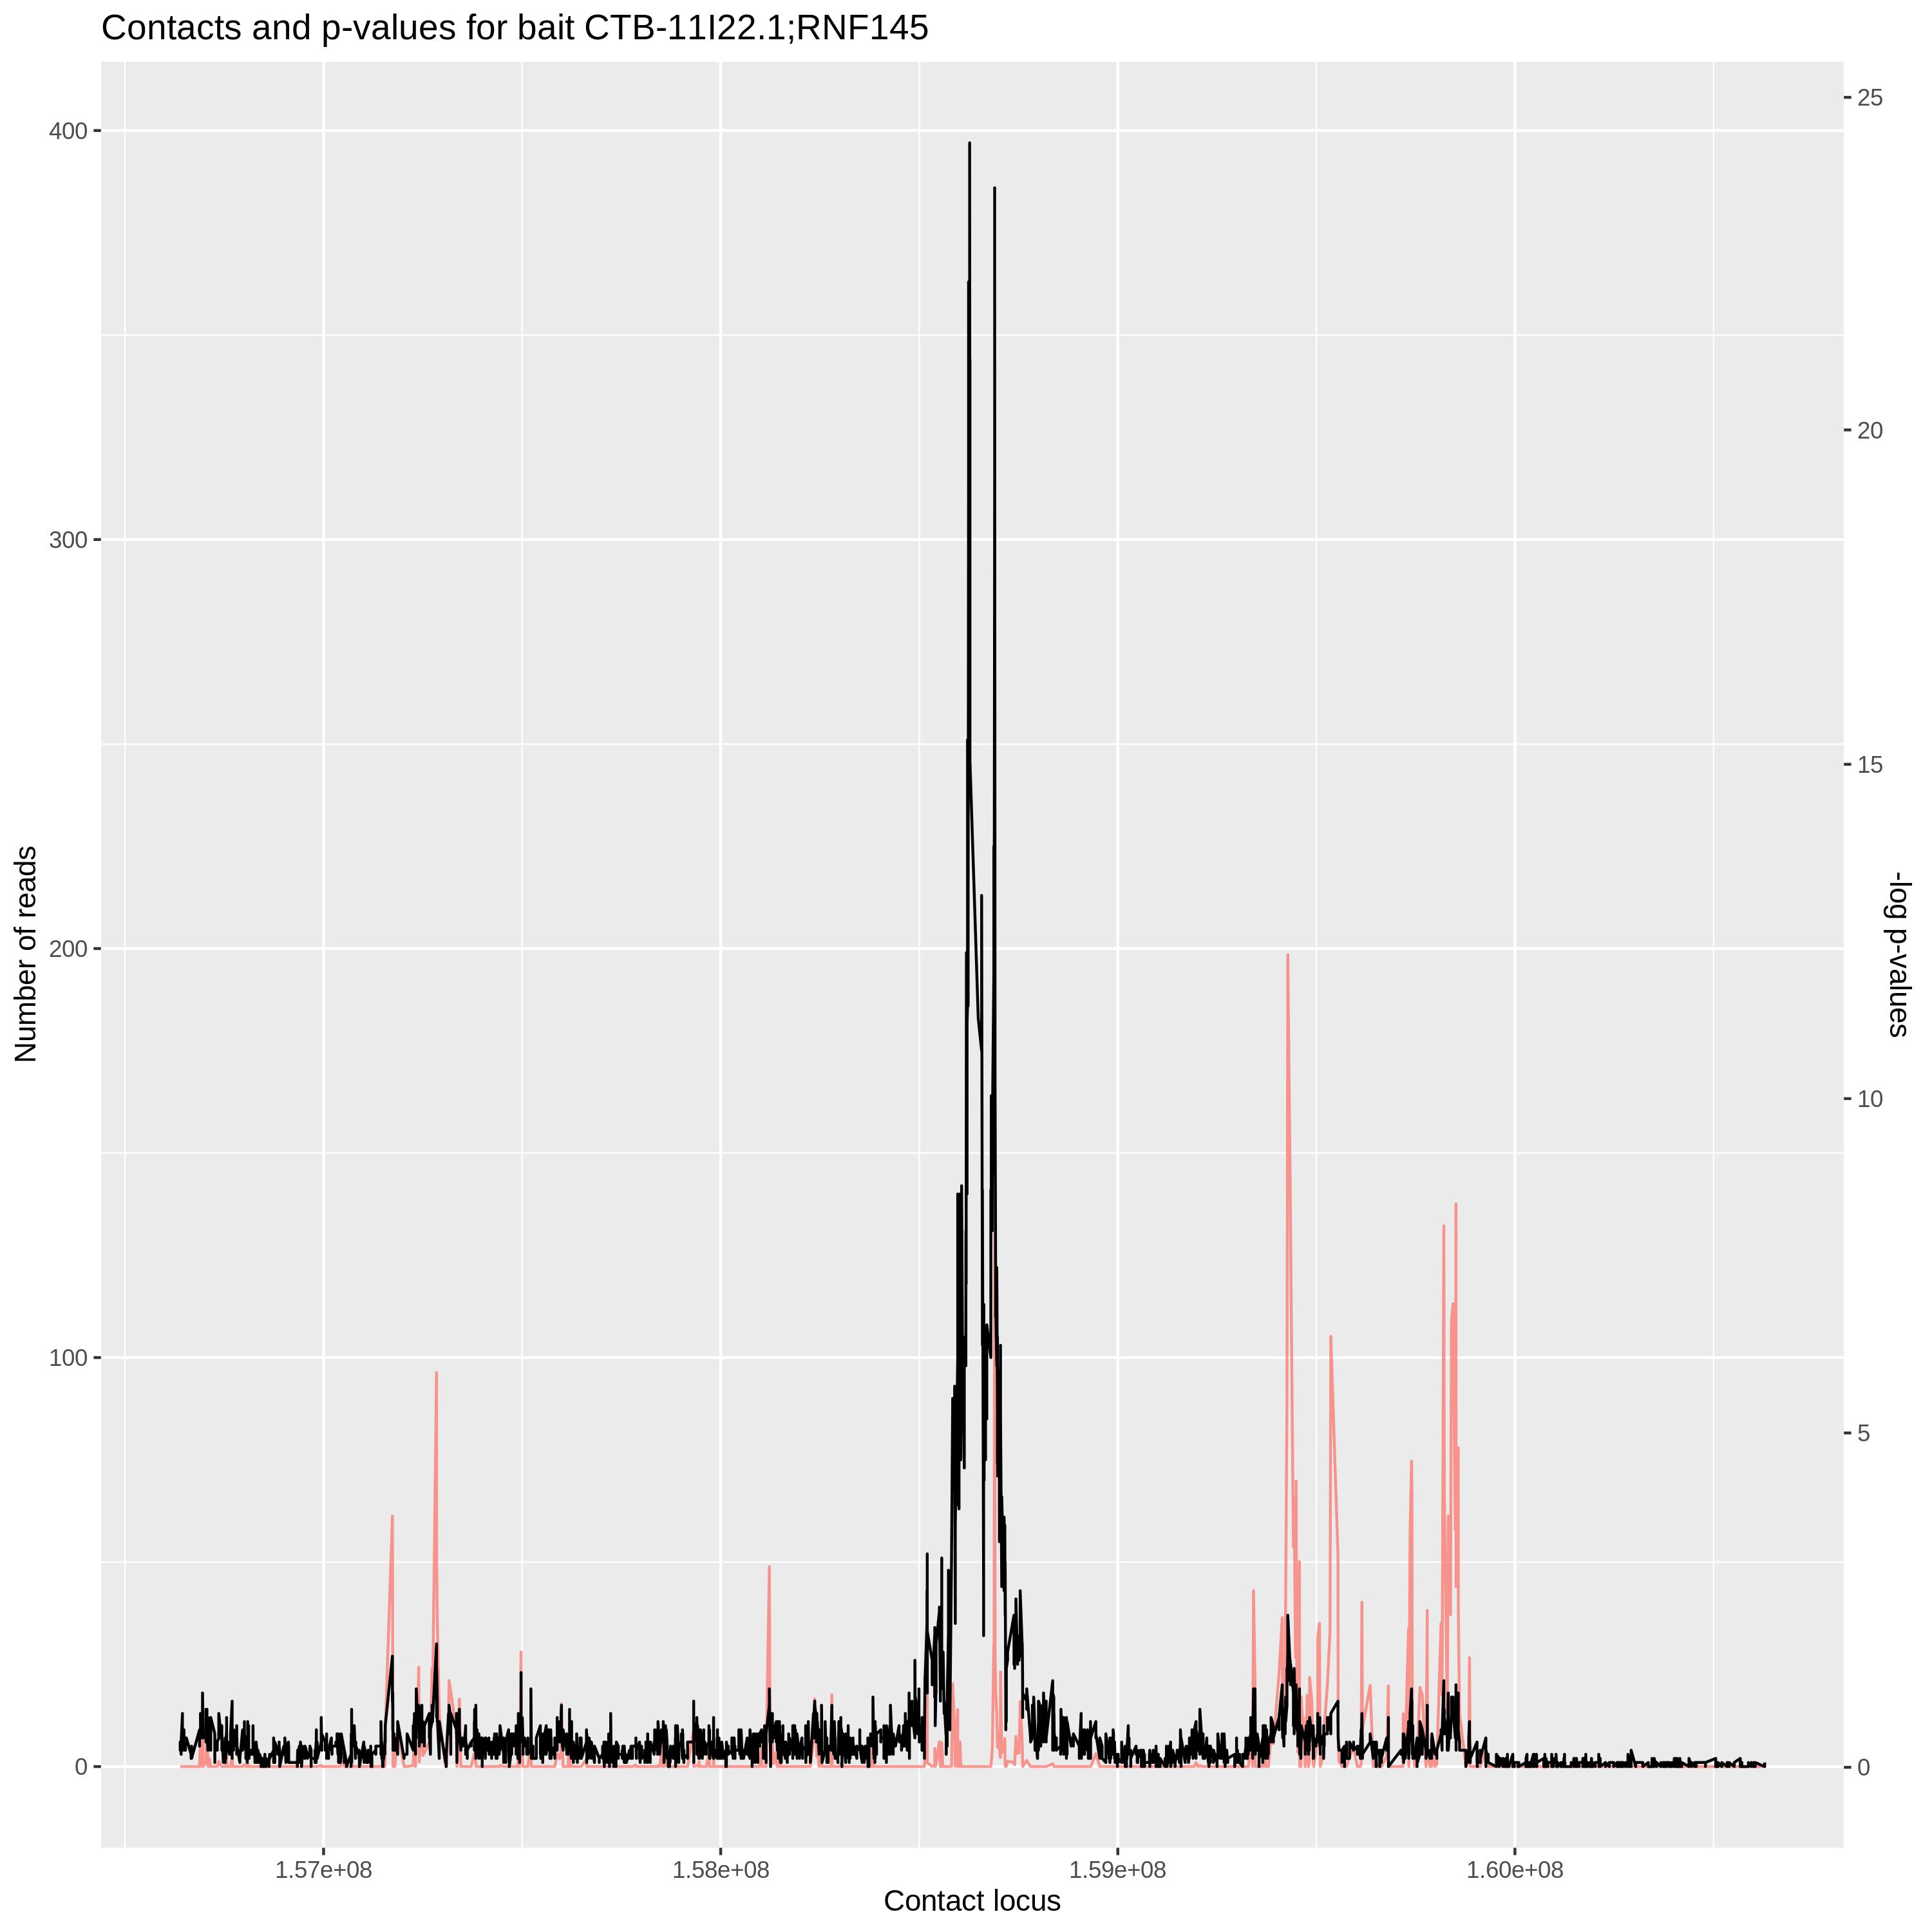 Contacts and p-values for bait CTB-11I22.1;RNF145
400
300
200
100
0
Number of reads
25
20
15
10
5
0
-log p-values
1.57e+08
1.58e+08
1.59e+08
1.60e+08
Contact locus